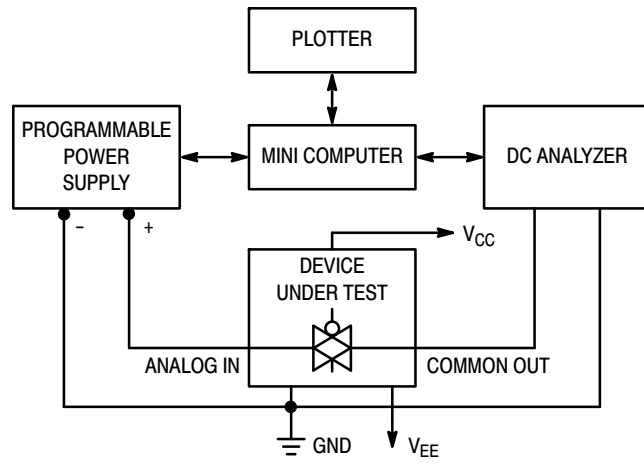 PLOTTER
PROGRAMMABLE
POWER
SUPPLY
MINI COMPUTER
DC ANALYZER
– +
VCC
DEVICE
UNDER TEST
ANALOG IN
COMMON OUT
GND
VEE